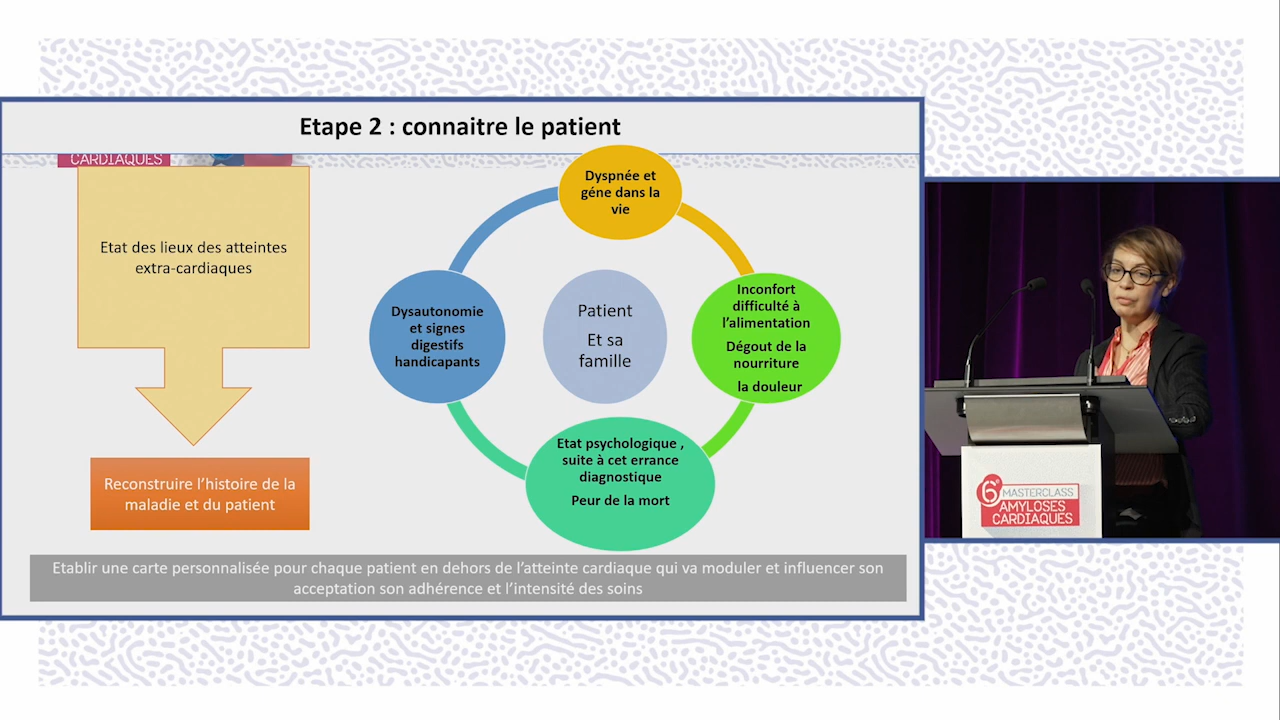 Etape 2 : connaitre le patient
CARDIAQUES
Etat des lieux des atteintes
extra-cardiaques
Reconstruire l'histoire de la
maladie et du patient
Dyspnée et
géne dans la
vie
Dysautonomie
et signes
digestifs
handicapants
Patient
Et sa
famille
Inconfort
difficulté à
l'alimentation
Dégout de la
nourriture
la douleur
Etat psychologique ,
suite à cet errance
diagnostique
Peur de la mort
Etablir une carte personnalisée pour chaque patient en dehors de l'atteinte cardiaque qui va moduler et influencer son
acceptation son adhérence et l'intensité des soins
6e
MASTERCLASS
AMYLOSES
CARDIAQUES